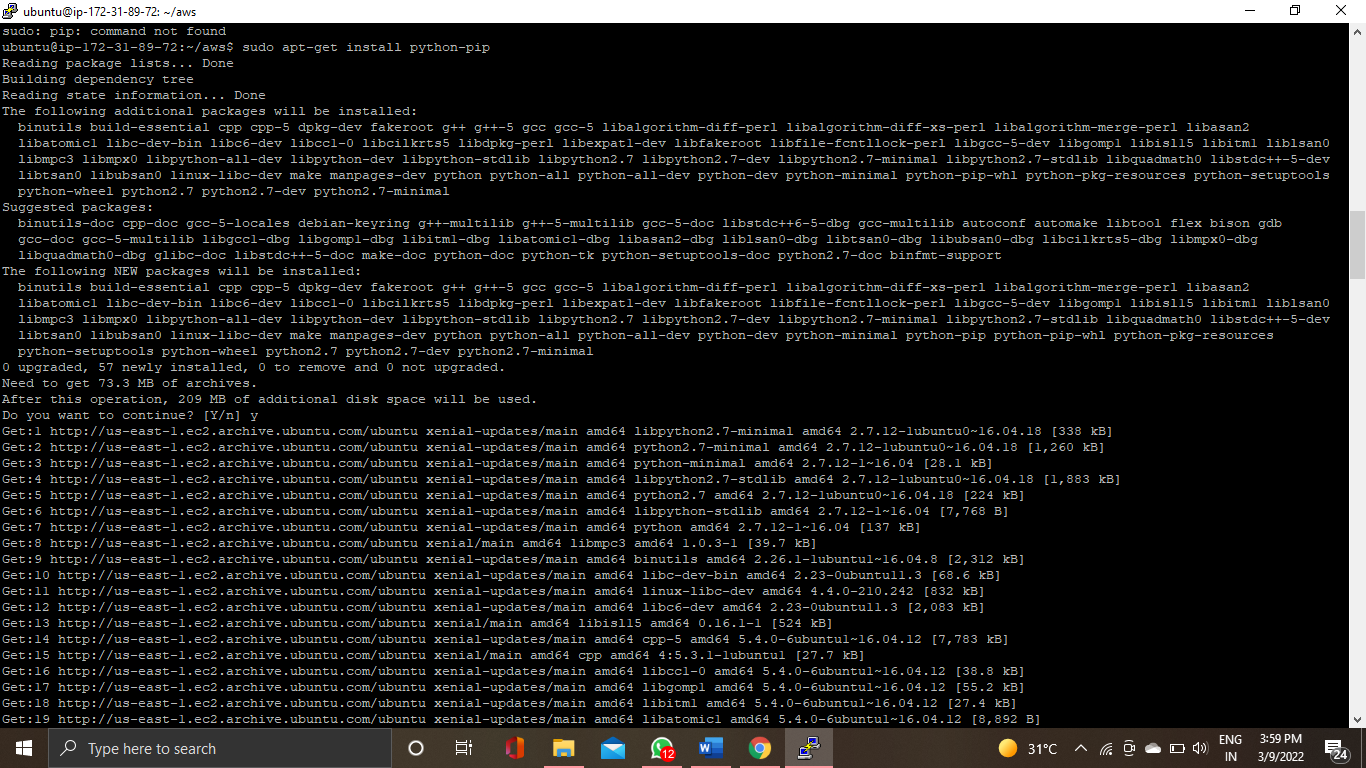 ubuntu@ip-172-31-89-72: ~/aws
sudo: pip: command not found
ubuntu@ip-172-31-89-72:~/aws$ sudo apt-get install python-pip
Reading package lists... Done
Building dependency tree
Reading state information... Done
The following additional packages will be installed:
binutils build-essential cpp cpp-5 dpkg-dev fakeroot g++ g++-5 gcc gcc-5 libalgorithm-diff-perl libalgorithm-diff-xs-perl libalgorithm-merge-perl libasan2
libatomic1 libc-dev-bin libc6-dev libcc1-0 libcilkrts5 libdpkg-perl libexpat1-dev libfakeroot libfile-fcntllock-perl libgcc-5-dev libgomp1 libisl15 libitm1 liblsan0
libmpc3 libmpx0 libpython-all-dev libpython-dev libpython-stdlib libpython2.7 libpython2.7-dev libpython2.7-minimal libpython2.7-stdlib libquadmath0 libstdc++-5-dev
libtsan0 libubsan0 linux-libc-dev make manpages-dev python python-all python-all-dev python-dev python-minimal python-pip-whl python-pkg-resources python-setuptools
python-wheel python2.7 python2.7-dev python2.7-minimal
Suggested packages:
binutils-doc cpp-doc gcc-5-locales debian-keyring g++-multilib g++-5-multilib gcc-5-doc libstdc++6-5-dbg gcc-multilib autoconf automake libtool flex bison gdb
gcc-doc gcc-5-multilib libgcc1-dbg libgomp1-dbg libitm1-dbg libatomic1-dbg libasan2-dbg liblsan0-dbg libtsan0-dbg libubsan0-dbg libcilkrts5-dbg libmpx0-dbg
libquadmath0-dbg glibc-doc libstdc++-5-doc make-doc python-doc python-tk python-setuptools-doc python2.7-doc binfmt-support
The following NEW packages will be installed:
binutils build-essential cpp cpp-5 dpkg-dev fakeroot g++ g++-5 gcc gcc-5 libalgorithm-diff-perl libalgorithm-diff-xs-perl libalgorithm-merge-perl libasan2
libatomic1 libc-dev-bin libc6-dev libcc1-0 libcilkrts5 libdpkg-perl libexpat1-dev libfakeroot libfile-fcntllock-perl libgcc-5-dev libgomp1 libisl15 libitm1 liblsan0
libmpc3 libmpx0 libpython-all-dev libpython-dev libpython-stdlib libpython2.7 libpython2.7-dev libpython2.7-minimal libpython2.7-stdlib libquadmath0 libstdc++-5-dev
libtsan0 libubsan0 linux-libc-dev make manpages-dev python python-all python-all-dev python-dev python-minimal python-pip python-pip-whl python-pkg-resources
python-setuptools python-wheel python2.7 python2.7-dev python2.7-minimal
0 upgraded, 57 newly installed, 0 to remove and 0 not upgraded.
Need to get 73.3 MB of archives.
After this operation, 209 MB of additional disk space will be used.
Do you want to continue? [Y/n] y
Get:1 http://us-east-1.ec2.archive.ubuntu.com/ubuntu xenial-updates/main amd64 libpython2.7-minimal amd64 2.7.12-1ubuntu0~16.04.18 [338 kB]
Get:2 http://us-east-1.ec2.archive.ubuntu.com/ubuntu xenial-updates/main amd64 python2.7-minimal amd64 2.7.12-1ubuntu0~16.04.18 [1,260 kB]
Get:3 http://us-east-1.ec2.archive.ubuntu.com/ubuntu xenial-updates/main amd64 python-minimal amd64 2.7.12-1~16.04 [28.1 kB]
Get:4 http://us-east-1.ec2.archive.ubuntu.com/ubuntu xenial-updates/main amd64 libpython2.7-stdlib amd64 2.7.12-1ubuntu0~16.04.18 [1,883 kB]
Get:5 http://us-east-1.ec2.archive.ubuntu.com/ubuntu xenial-updates/main amd64 python2.7 amd64 2.7.12-1ubuntu0~16.04.18 [224 kB]
Get:6 http://us-east-1.ec2.archive.ubuntu.com/ubuntu xenial-updates/main amd64 libpython-stdlib amd64 2.7.12-1~16.04 [7,768 B]
Get:7 http://us-east-1.ec2.archive.ubuntu.com/ubuntu xenial-updates/main amd64 python amd64 2.7.12-1~16.04 [137 kB]
Get:8 http://us-east-1.ec2.archive.ubuntu.com/ubuntu xenial/main amd64 libmpc3 amd64 1.0.3-1 [39.7 kB]
Get:9 http://us-east-1.ec2.archive.ubuntu.com/ubuntu xenial-updates/main amd64 binutils amd64 2.26.1-1ubuntu1~16.04.8 [2,312 kB]
Get:10 http://us-east-1.ec2.archive.ubuntu.com/ubuntu xenial-updates/main amd64 libc-dev-bin amd64 2.23-0ubuntu11.3 [68.6 kB]
Get:11 http://us-east-1.ec2.archive.ubuntu.com/ubuntu xenial-updates/main amd64 linux-libc-dev amd64 4.4.0-210.242 [832 kB]
Get:12 http://us-east-1.ec2.archive.ubuntu.com/ubuntu xenial-updates/main amd64 libc6-dev amd64 2.23-0ubuntu11.3 [2,083 kB]
Get:13 http://us-east-1.ec2.archive.ubuntu.com/ubuntu xenial/main amd64 libisl15 amd64 0.16.1-1 [524 kB]
Get:14 http://us-east-1.ec2.archive.ubuntu.com/ubuntu xenial-updates/main amd64 cpp-5 amd64 5.4.0-6ubuntu1~16.04.12 [7,783 kB]
Get:15 http://us-east-1.ec2.archive.ubuntu.com/ubuntu xenial/main amd64 cpp amd64 4:5.3.1-1ubuntu1 [27.7 kB]
Get:16 http://us-east-1.ec2.archive.ubuntu.com/ubuntu xenial-updates/main amd64 libcc1-0 amd64 5.4.0-6ubuntu1~16.04.12 [38.8 kB]
Get:17 http://us-east-1.ec2.archive.ubuntu.com/ubuntu xenial-updates/main amd64 libgomp1 amd64 5.4.0-6ubuntu1~16.04.12 [55.2 kB]
Get:18 http://us-east-1.ec2.archive.ubuntu.com/ubuntu xenial-updates/main amd64 libitm1 amd64 5.4.0-6ubuntu1~16.04.12 [27.4 kB]
Get:19 http://us-east-1.ec2.archive.ubuntu.com/ubuntu xenial-updates/main amd64 libatomic1 amd64 5.4.0-6ubuntu1~16.04.12 [8,892 B]
Type here to search
12
31°C
ENG
IN
3:59 PM
3/9/2022
24